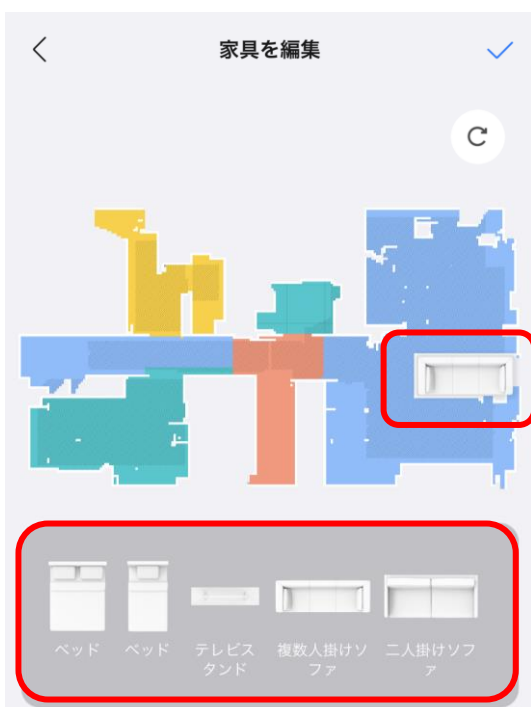 家具を編集
ベッド
ベッド
テレビス
タンド
複数人掛けソ
ファ
二人掛けソフ
ァ